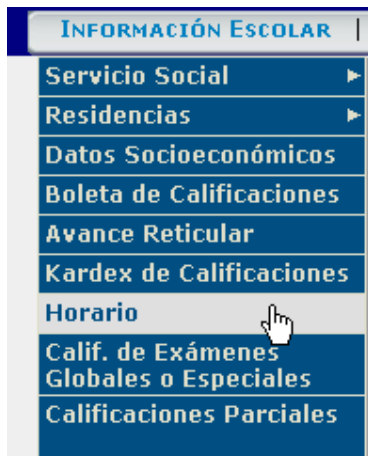 INFORMACIÓN ESCOLAR |
Servicio Social
Residencias
Datos Socioeconómicos
Boleta de Calificaciones
Avance Reticular
Kardex de Calificaciones
Horario
Calif. de Exámenes
Globales o Especiales
Calificaciones Parciales